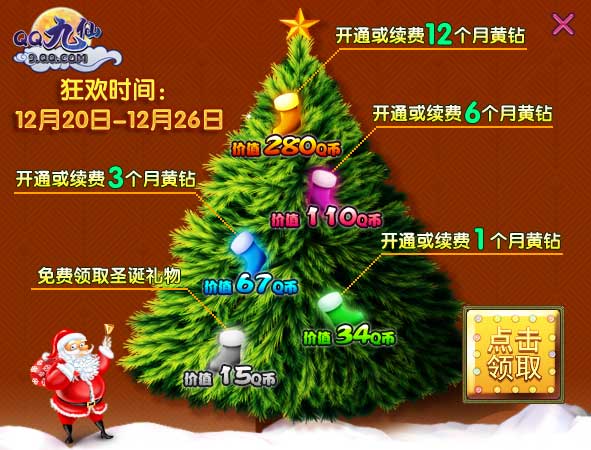 QQ九仙
9.QQ.COM
狂欢时间：
12月20日-12月26日
开通或续费12个月黄钻
价值280Q币
开通或续费6个月黄钻
价值110Q币
开通或续费3个月黄钻
价值67Q币
开通或续费1个月黄钻
价值34Q币
免费领取圣诞礼物
价值15Q币
点击
领取